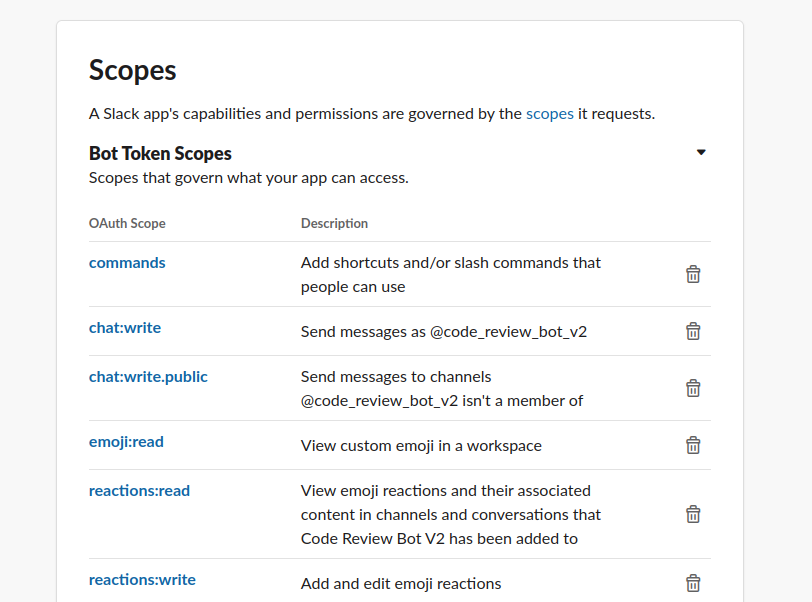 Scopes
A Slack app's capabilities and permissions are governed by the scopes it requests.
Bot Token Scopes
Scopes that govern what your app can access.
OAuth Scope Description
commands Add shortcuts and/or slash commands that
people can use
chat:write Send messages as @code_review_bot_v2
chat:write.public Send messages to channels
@code_review_bot_v2 isn't a member of
emoji:read View custom emoji in a workspace
reactions:read View emoji reactions and their associated
content in channels and conversations that
Code Review Bot V2 has been added to
reactions:write Add and edit emoji reactions